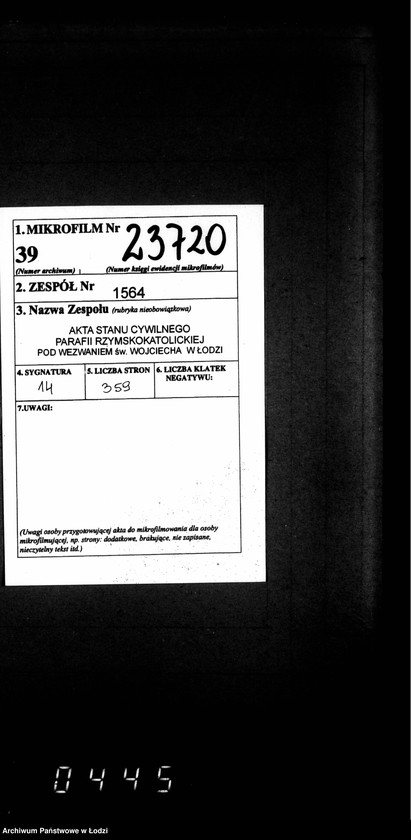 1. MIKROFILM Nr 23720
39
(Numer archiwum) (Numer księgi ewidencji mikrofilmów)
2. ZESPÓŁ Nr 1564
3. Nazwa Zespołu (rubryka nieobowiązkowa)
AKTA STANU CYWILNEGO
PARAFII RZYMSKOKATOLICKIEJ
POD WEZWANIEM św. WOJCIECHA W ŁODZI
4. SYGNATURA 5. LICZBA STRON 6. LICZBA KLATEK
NEGATYWU:
14 359
7.UWAGI:
(Uwagi osoby przygotowującej akta do mikrofilmowania dla osoby
mikrofilmującej, np. strony: dodatkowe, brakujące, nie zapisane,
nieczytelny tekst itd.)
0445
Archiwum Państwowe w Łodzi